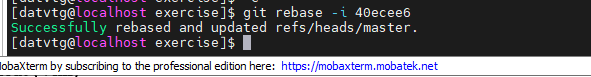 [datvtg@localhost exercise]$ git rebase -i 40ecee6
Successfully rebased and updated refs/heads/master.
[datvtg@localhost exercise]$
MobaXterm by subscribing to the professional edition here: https://mobaxterm.mobatek.net